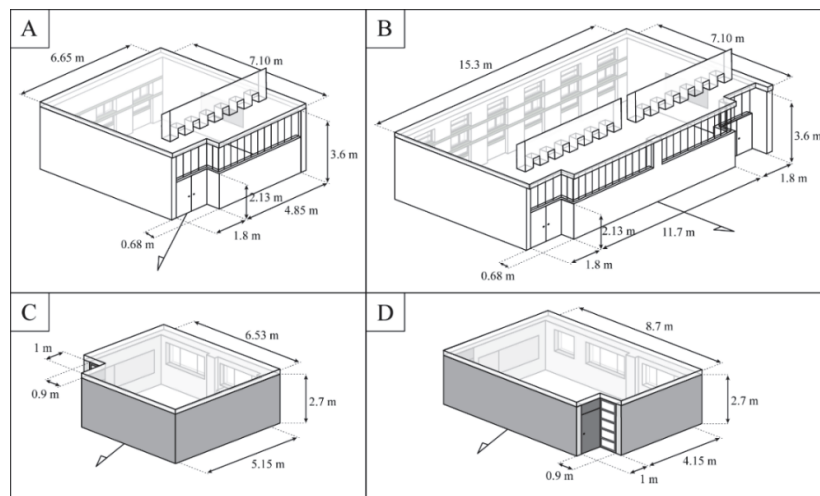 A
6.65 m
7.10 m
3.6 m
2.13 m
4.85 m
0.68 m
1.8 m
B
15.3 m
7.10 m
3.6 m
1.8 m
2.13 m
11.7 m
0.68 m
1.8 m
C
6.53 m
1 m
0.9 m
2.7 m
5.15 m
D
8.7 m
2.7 m
0.9 m
4.15 m
1 m